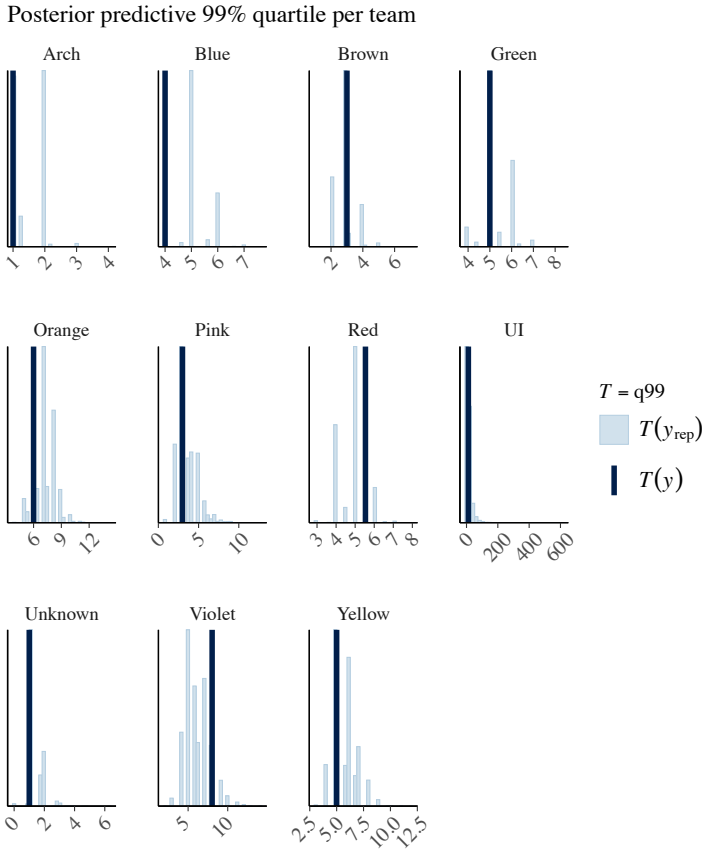 Posterior predictive 99% quartile per team
Arch Blue Brown Green
1 2 3 4 4 5 6 7 2 4 6 4 5 6 7 8
Orange Pink Red UI
6 9 12 0 5 10 3 4 5 6 7 8 0 200 400 600
T = q99
T(yrep)
T(y)
Unknown Violet Yellow
0 2 4 6 5 10 2.5 5.0 7.5 10.0 12.5